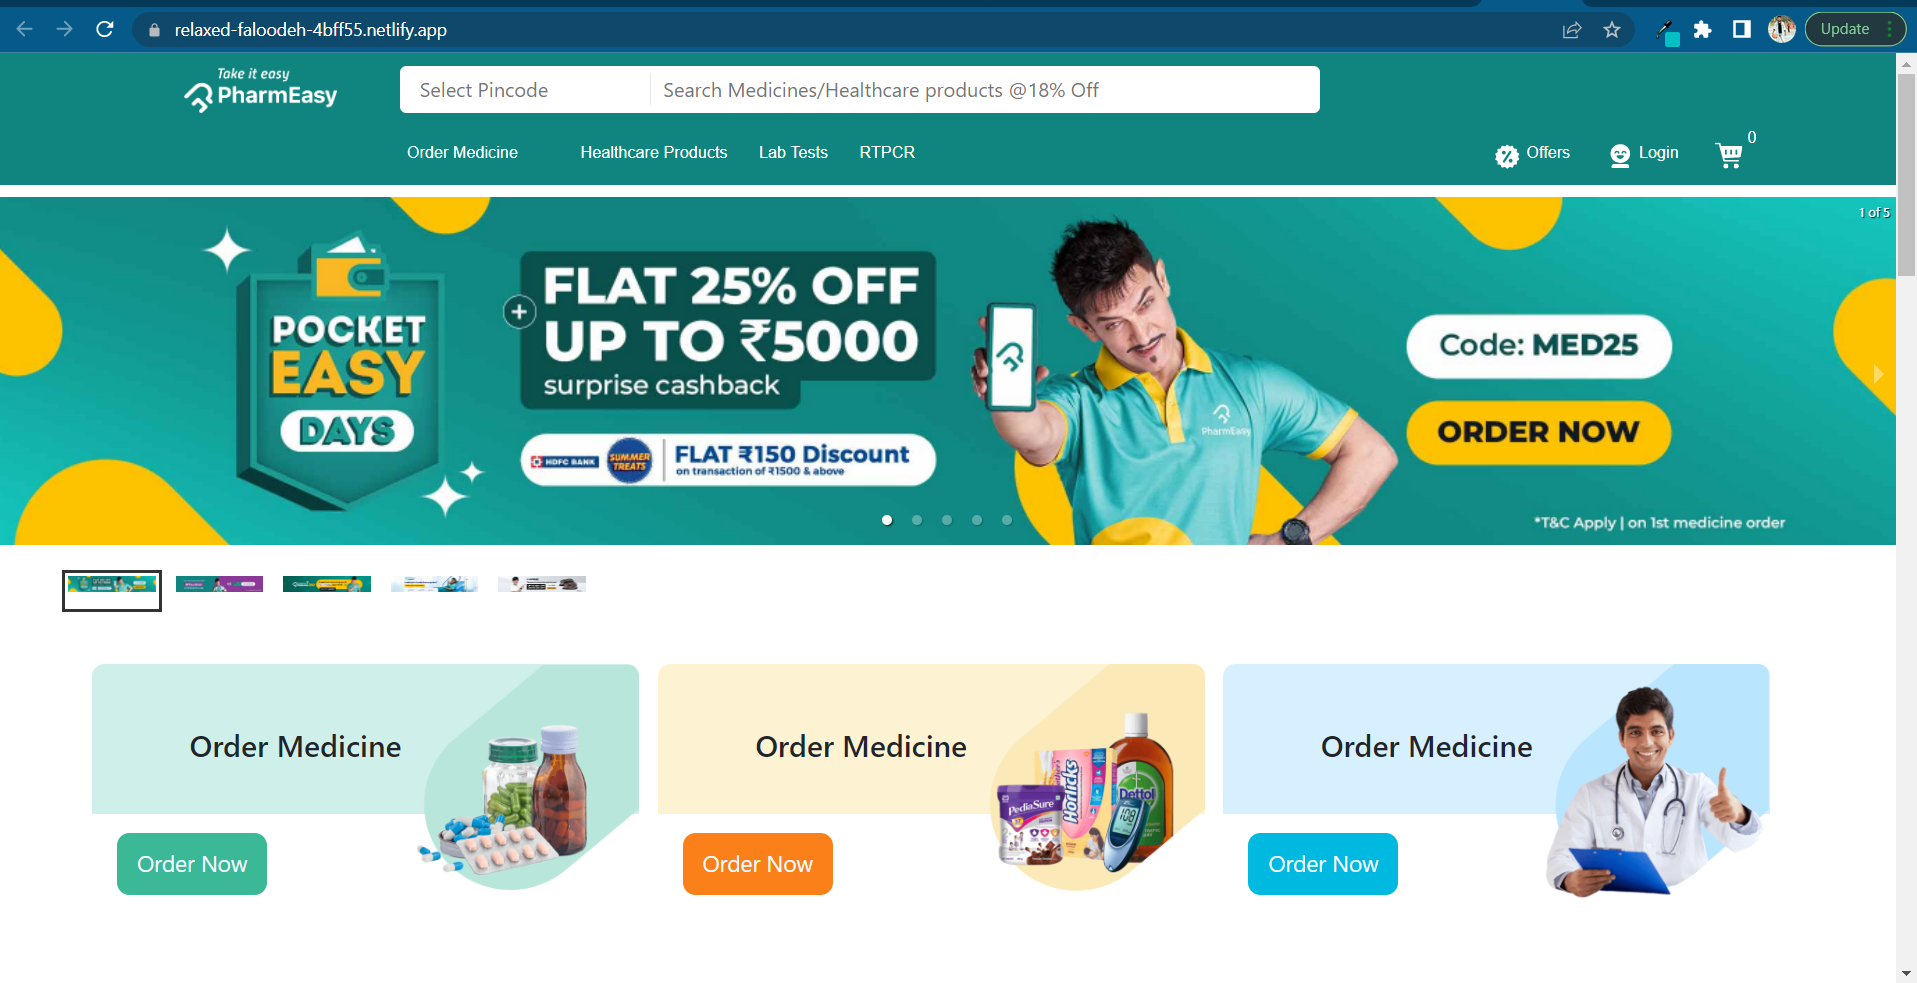 relaxed-faloodeh-4bff55.netlify.app
Update
Take it easy
PharmEasy
Select Pincode
Search Medicines/Healthcare products @18% Off
Order Medicine
Healthcare Products
Lab Tests
RTPCR
Offers
Login
0
1 of 5
POCKET
EASY
DAYS
+
FLAT 25% OFF
UP TO ₹5000
surprise cashback
HDFC BANK
SUMMER
TREATS
FLAT ₹150 Discount
on transaction of ₹1500 & above
PharmEasy
Code: MED25
ORDER NOW
*T&C Apply | on 1st medicine order
Order Medicine
Order Now
Order Medicine
PediaSure
Horlicks
Dettol
108
Order Now
Order Medicine
Order Now